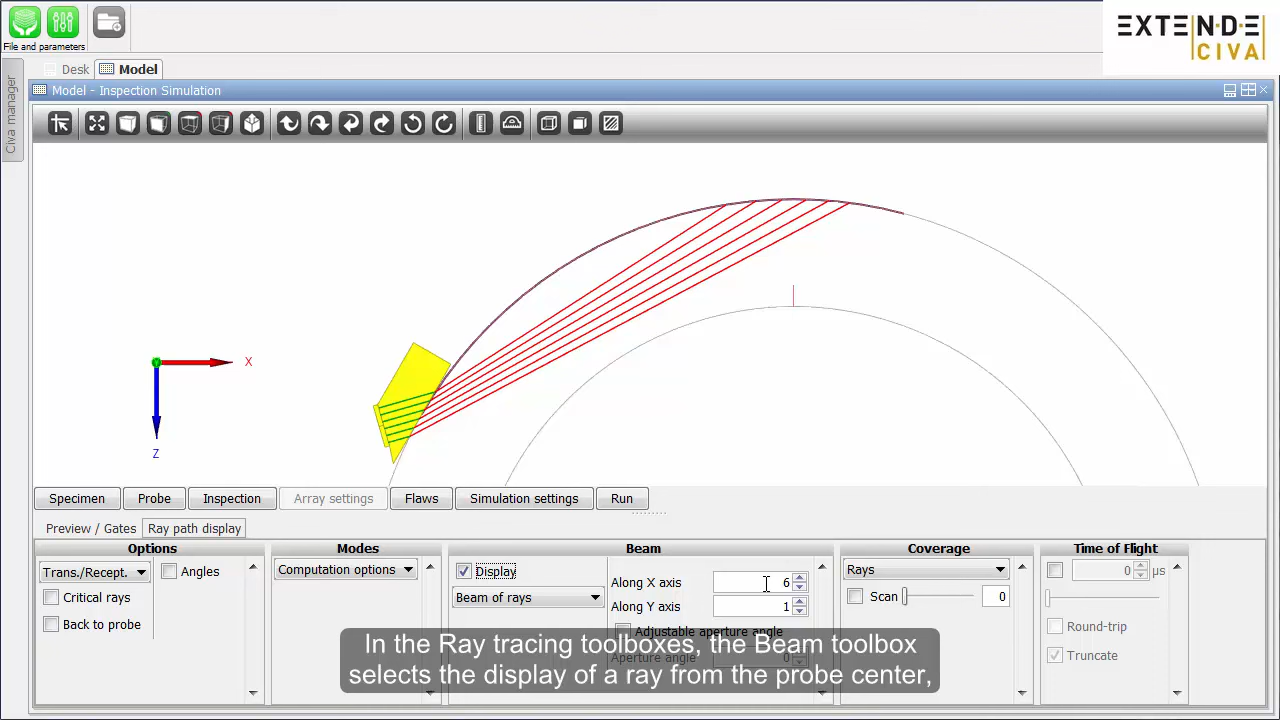 EXTENDE
CIVA
File and parameters
Desk
Model
Civa manager
Model - Inspection Simulation
X
Y
Z
Specimen
Probe
Inspection
Array settings
Flaws
Simulation settings
Run
Preview / Gates
Ray path display
Options
Modes
Beam
Coverage
Time of Flight
Trans./Recept.
Angles
Critical rays
Back to probe
Computation options
Display
Beam of rays
Along X axis
6
Along Y axis
1
Adjustable aperture angle
Aperture angle
0
Rays
Scan
0
0
µs
Round-trip
Truncate
In the Ray tracing toolboxes, the Beam toolbox
selects the display of a ray from the probe center,